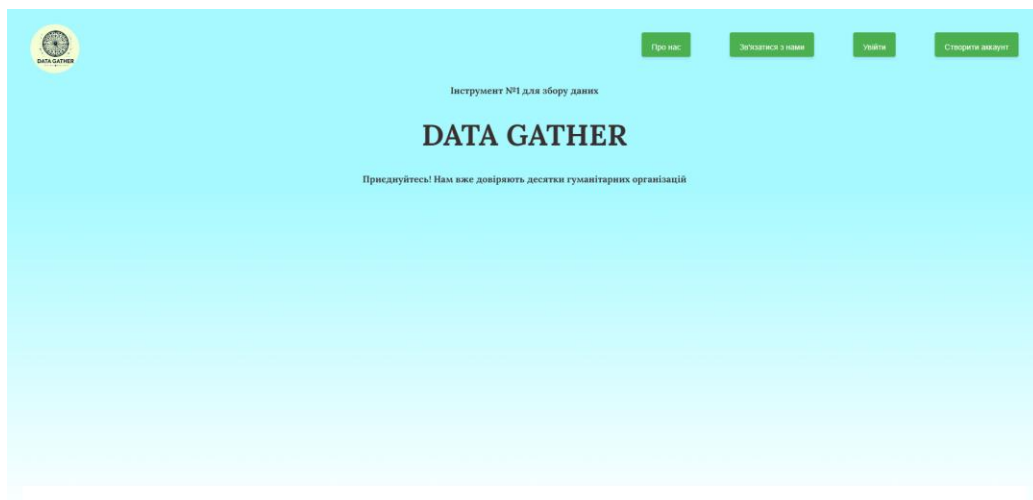 DATA GATHER
Про нас
Зв'язатися з нами
Увійти
Створити аккаунт
Інструмент №1 для збору даних
DATA GATHER
Приєднуйтесь! Нам вже довіряють десятки гуманітарних організацій